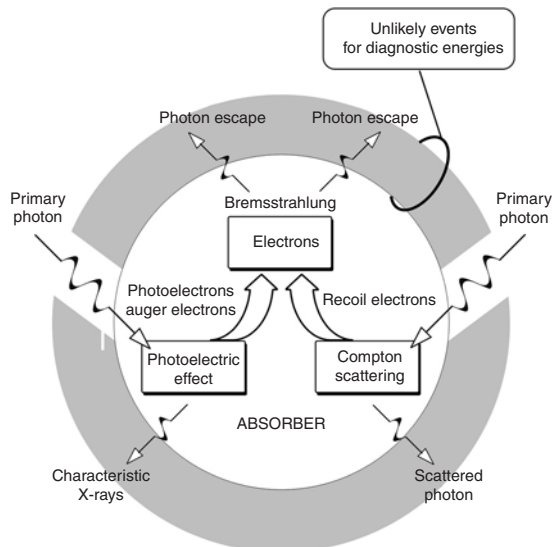 Unlikely events
for diagnostic energies
Photon escape
Photon escape
Primary
photon
Bremsstrahlung
Primary
photon
Electrons
Photoelectrons
auger electrons
Recoil electrons
Photoelectric
effect
Compton
scattering
ABSORBER
Characteristic
X-rays
Scattered
photon